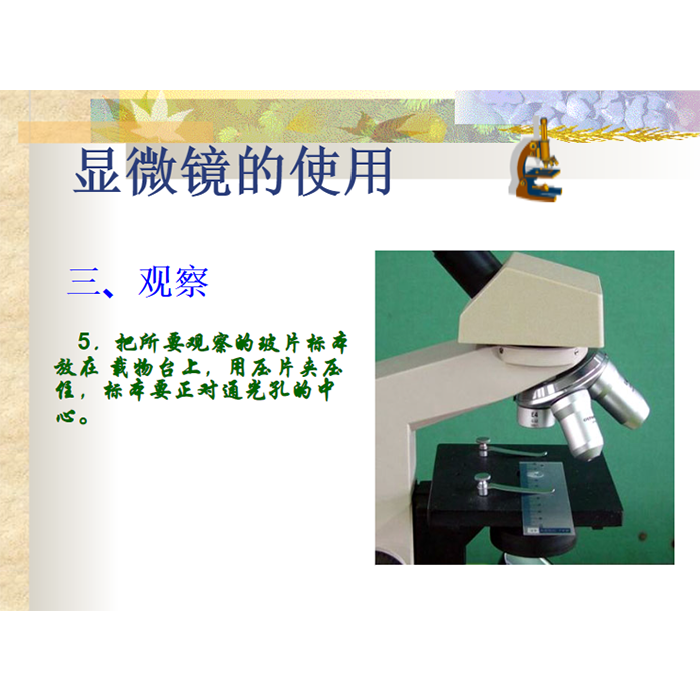 显微镜的使用
三、观察
5．把所要观察的玻片标本
放在 载物台上，用压片夹压
住，标本要正对通光孔的中
心。